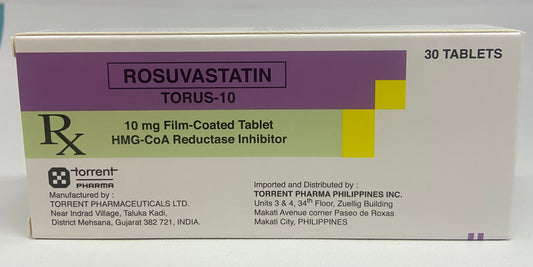 30 TABLETS
ROSUVASTATIN
TORUS-10
Rx
10 mg Film-Coated Tablet
HMG-CoA Reductase Inhibitor
torrent
PHARMA
Manufactured by :
TORRENT PHARMACEUTICALS LTD.
Near Indrad Village, Taluka Kadi,
District Mehsana, Gujarat 382 721, INDIA.
Imported and Distributed by :
TORRENT PHARMA PHILIPPINES INC.
Units 3 & 4, 34th Floor, Zuellig Building
Makati Avenue corner Paseo de Roxas
Makati City, PHILIPPINES